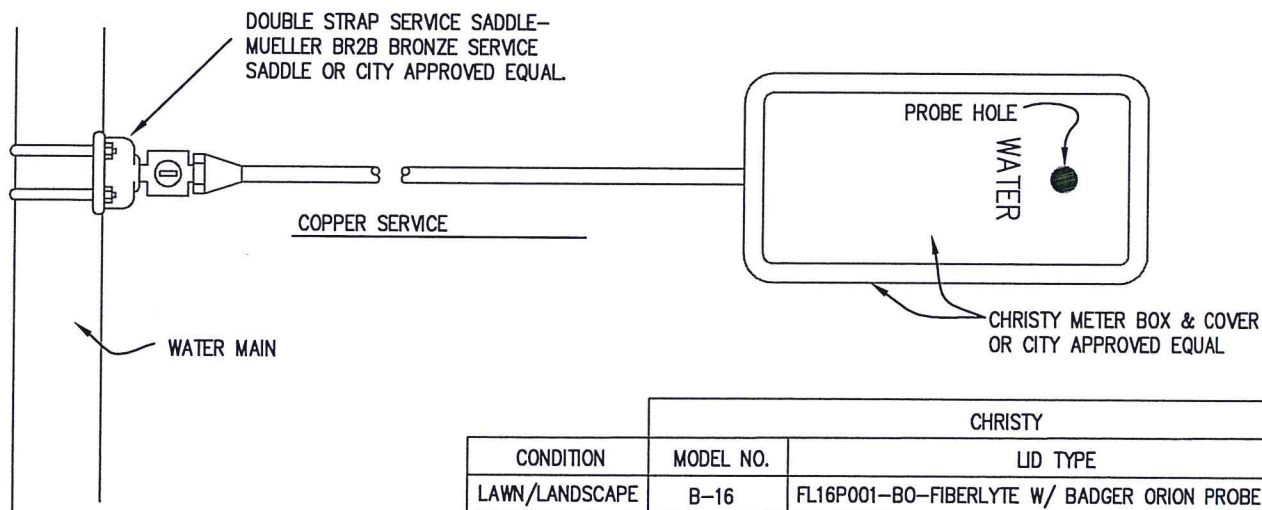 DOUBLE STRAP SERVICE SADDLE-
MUELLER BR2B BRONZE SERVICE
SADDLE OR CITY APPROVED EQUAL.
PROBE HOLE
WATER
COPPER SERVICE
CHRISTY METER BOX & COVER
OR CITY APPROVED EQUAL
WATER MAIN
CHRISTY
CONDITION MODEL NO. LID TYPE
LAWN/LANDSCAPE B-16 FL16P001-BO-FIBERLYTE W/ BADGER ORION PROBE